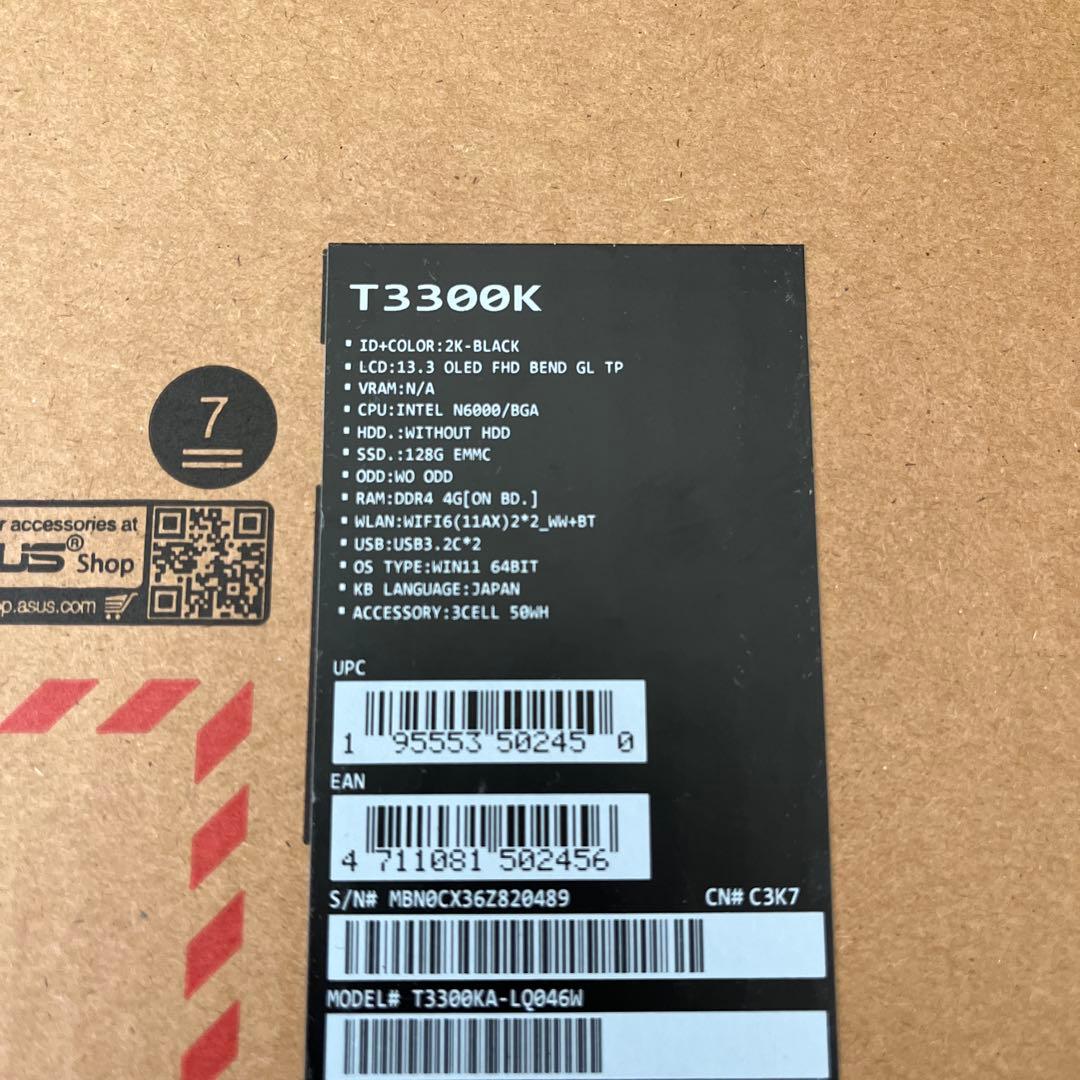 T3300K
▪ ID+COLOR:2K-BLACK
▪ LCD:13.3 OLED FHD BEND GL TP
▪ VRAM:N/A
▪ CPU:INTEL N6000/BGA
▪ HDD.:WITHOUT HDD
▪ SSD.:128G EMMC
▪ ODD:WO ODD
▪ RAM:DDR4 4G[ON BD.]
▪ WLAN:WIFI6(11AX)2*2_WW+BT
▪ USB:USB3.2C*2
▪ OS TYPE:WIN11 64BIT
▪ KB LANGUAGE:JAPAN
▪ ACCESSORY:3CELL 50WH
UPC
1 95553 50245 0
EAN
4 711081 502456
S/N# MBN0CX36Z820489 CN# C3K7
MODEL# T3300KA-LQ046W
7
r accessories at
US® Shop
op.asus.com